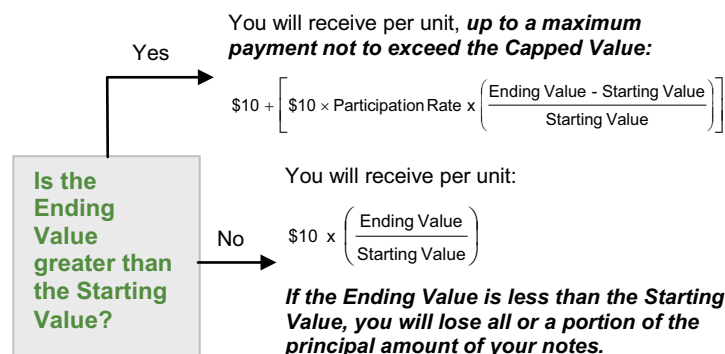 You will receive per unit, up to a maximum
payment not to exceed the Capped Value:
Yes
$10 + [ $10 × Participation Rate x ( Ending Value - Starting Value / Starting Value ) ]
Is the
Ending
Value
greater than
the Starting
Value?
No
You will receive per unit:
$10 x ( Ending Value / Starting Value )
If the Ending Value is less than the Starting
Value, you will lose all or a portion of the
principal amount of your notes.